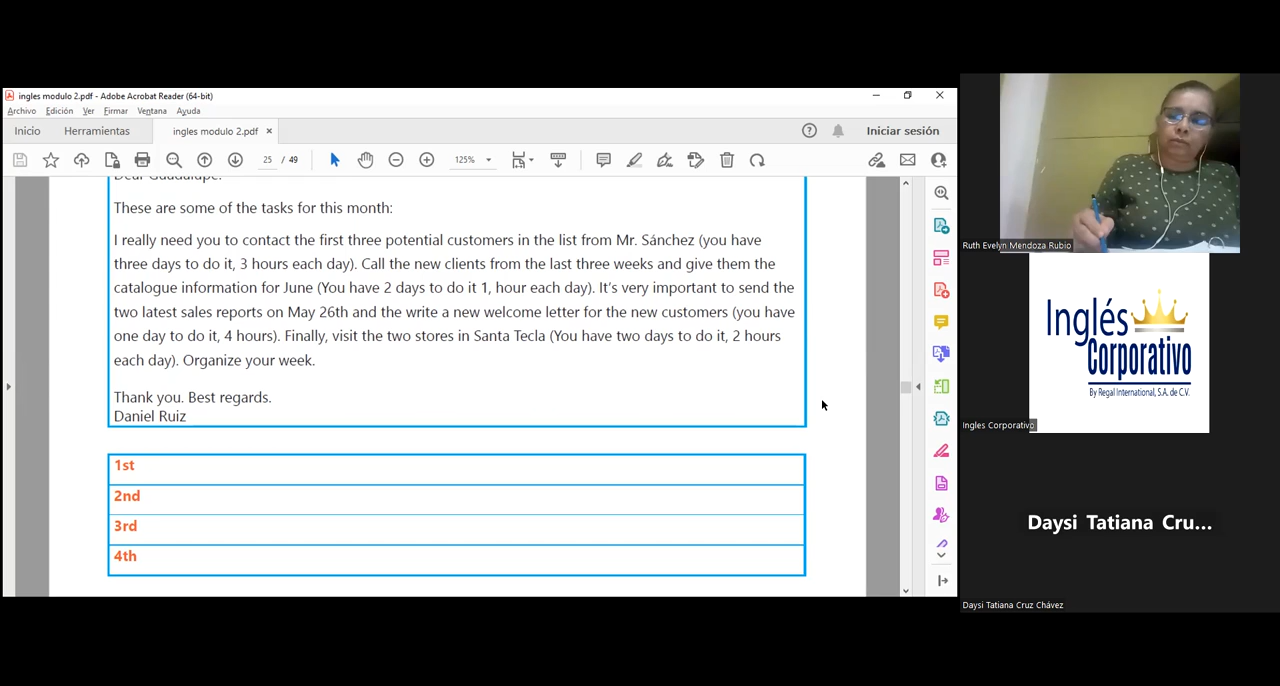 ingles modulo 2.pdf - Adobe Acrobat Reader (64-bit)
Archivo Edición Ver Firmar Ventana Ayuda
Inicio Herramientas ingles modulo 2.pdf × Iniciar sesión
25 / 49 125%
Dear Guadalupe:
These are some of the tasks for this month:
I really need you to contact the first three potential customers in the list from Mr. Sánchez (you have
three days to do it, 3 hours each day). Call the new clients from the last three weeks and give them the
catalogue information for June (You have 2 days to do it 1, hour each day). It's very important to send the
two latest sales reports on May 26th and the write a new welcome letter for the new customers (you have
one day to do it, 4 hours). Finally, visit the two stores in Santa Tecla (You have two days to do it, 2 hours
each day). Organize your week.
Thank you. Best regards.
Daniel Ruiz
1st
2nd
3rd
4th
Ruth Evelyn Mendoza Rubio
Inglés
Corporativo
By Regal International, S.A. de C.V.
Ingles Corporativo
Daysi Tatiana Cru...
Daysi Tatiana Cruz Chávez